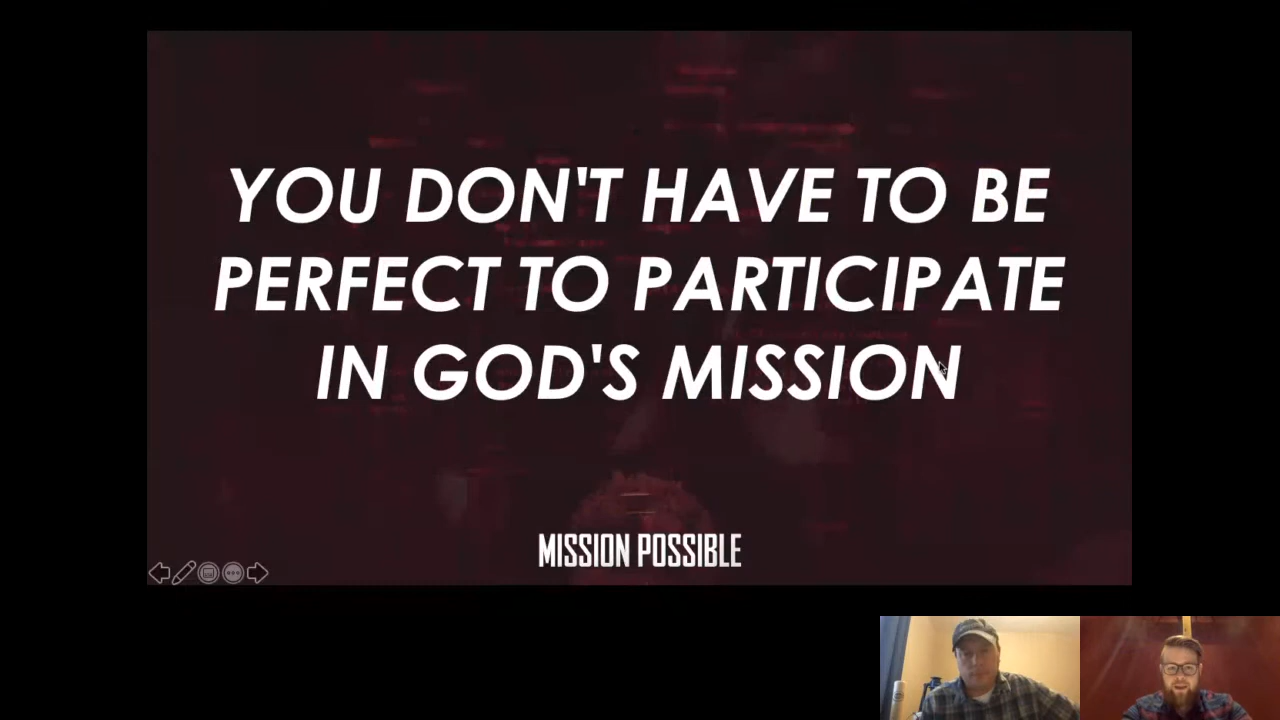 YOU DON'T HAVE TO BE
PERFECT TO PARTICIPATE
IN GOD'S MISSION
MISSION POSSIBLE